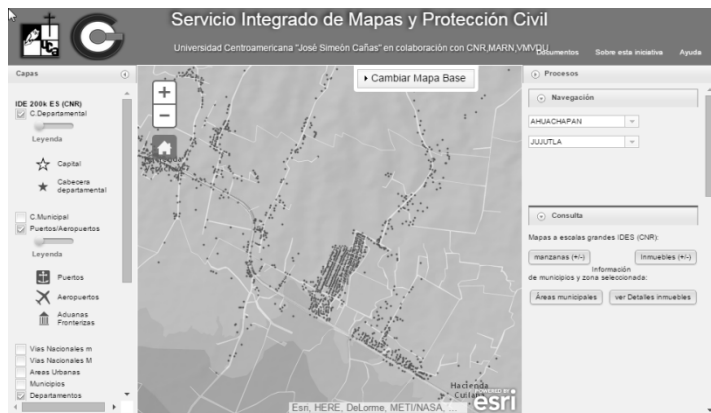 Servicio Integrado de Mapas y Protección Civil
Universidad Centroamericana "José Simeón Cañas" en colaboración con CNR,MARN,VMVDU
Documentos
Sobre esta iniciativa
Ayuda
Capas
IDE 200k ES (CNR)
C.Departamental
Leyenda
Capital
Cabecera
departamental
C.Municipal
Puertos/Aeropuertos
Leyenda
Puertos
Aeropuertos
Aduanas
Fronterizas
Vias Nacionales m
Vias Nacionales M
Areas Urbanas
Municipios
Departamentos
+
−
Cambiar Mapa Base
Hacienda
Esri, HERE, DeLorme, METI/NASA, ...
POWERED BY
esri
Procesos
Navegación
AHUACHAPAN
JUJUTLA
Consulta
Mapas a escalas grandes IDES (CNR):
manzanas (+/-)
Inmuebles (+/-)
Información
de municipios y zona seleccionada:
Áreas municipales
ver Detalles inmuebles